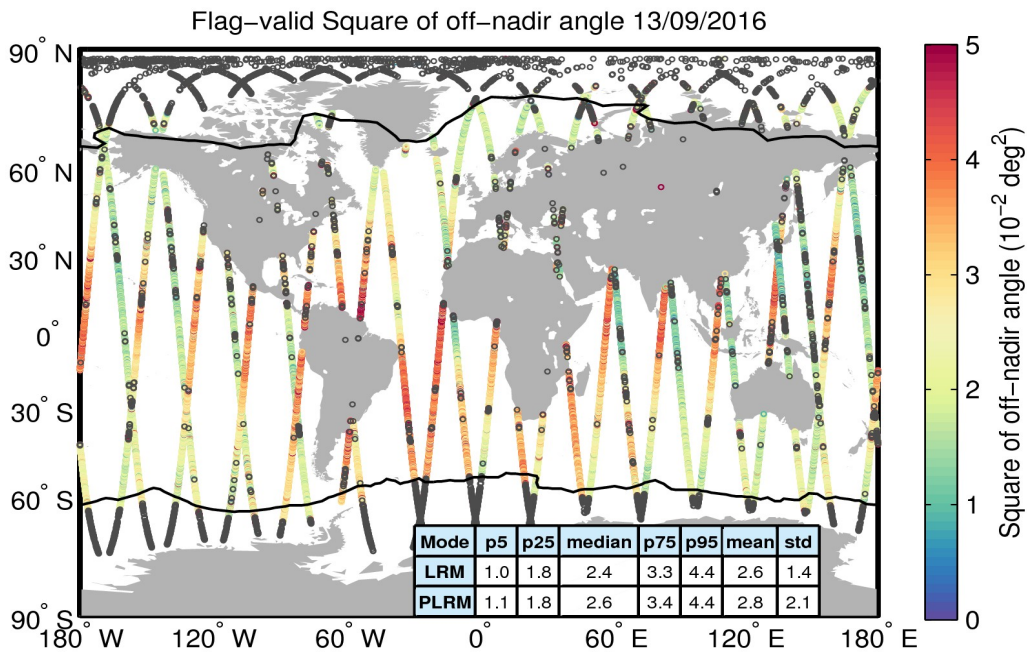 Flag−valid Square of off−nadir angle 13/09/2016
90° N
60° N
30° N
0°
30° S
60° S
90° S
180° W 120° W 60° W 0° 60° E 120° E 180° E
Mode p5 p25 median p75 p95 mean std
LRM 1.0 1.8 2.4 3.3 4.4 2.6 1.4
PLRM 1.1 1.8 2.6 3.4 4.4 2.8 2.1
5
4
3
2
1
0
Square of off−nadir angle (10⁻² deg²)